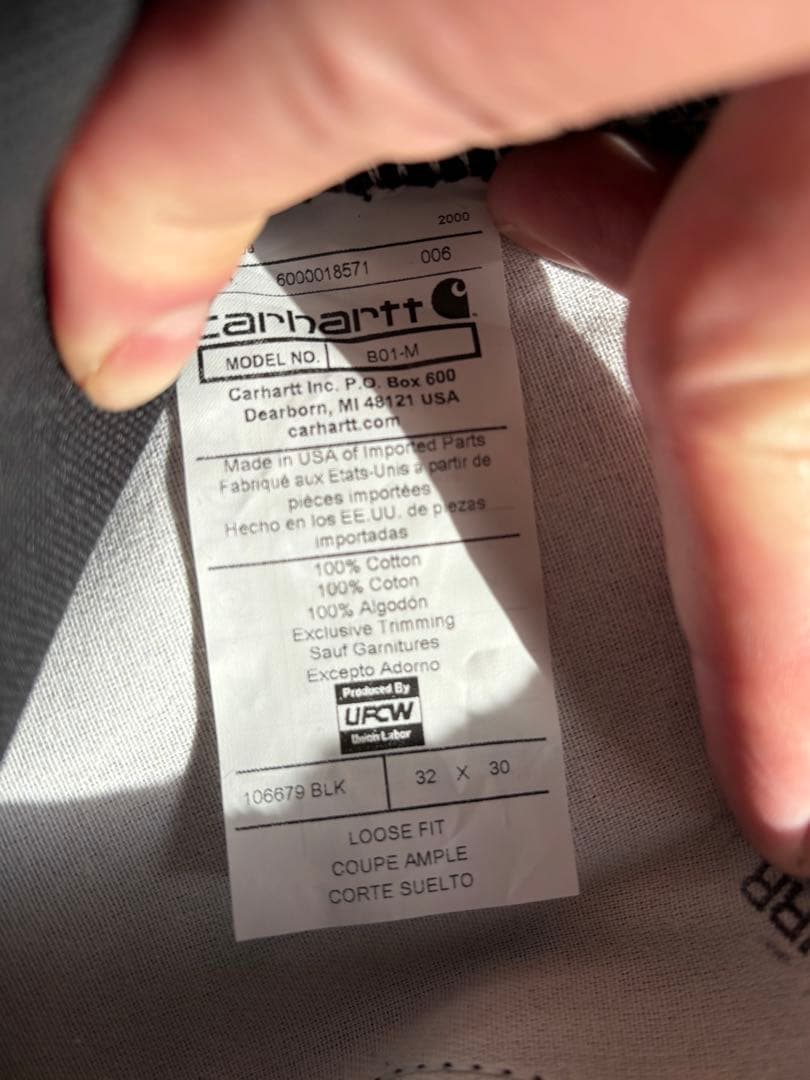 2000
6000018571 006
carhartt
MODEL NO. B01-M
Carhartt Inc. P.O. Box 600
Dearborn, MI 48121 USA
carhartt.com
Made in USA of Imported Parts
Fabriqué aux Etats-Unis à partir de
pièces importées
Hecho en los EE.UU. de piezas
importadas
100% Cotton
100% Coton
100% Algodón
Exclusive Trimming
Sauf Garnitures
Excepto Adorno
Produced By
UFCW
Union Labor
106679 BLK 32 X 30
LOOSE FIT
COUPE AMPLE
CORTE SUELTO